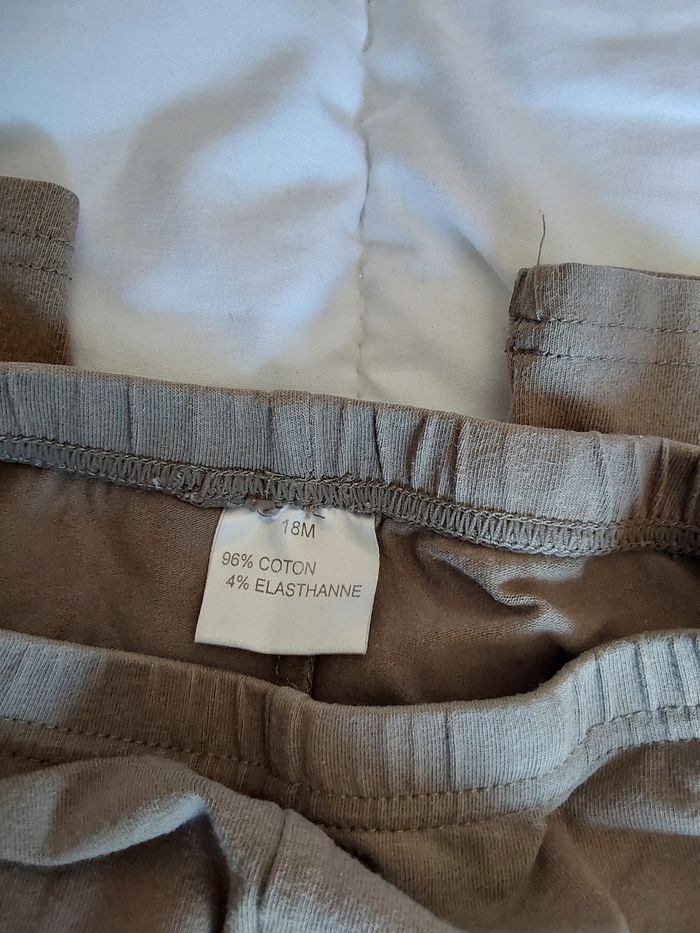 18M
96% COTON
4% ELASTHANNE